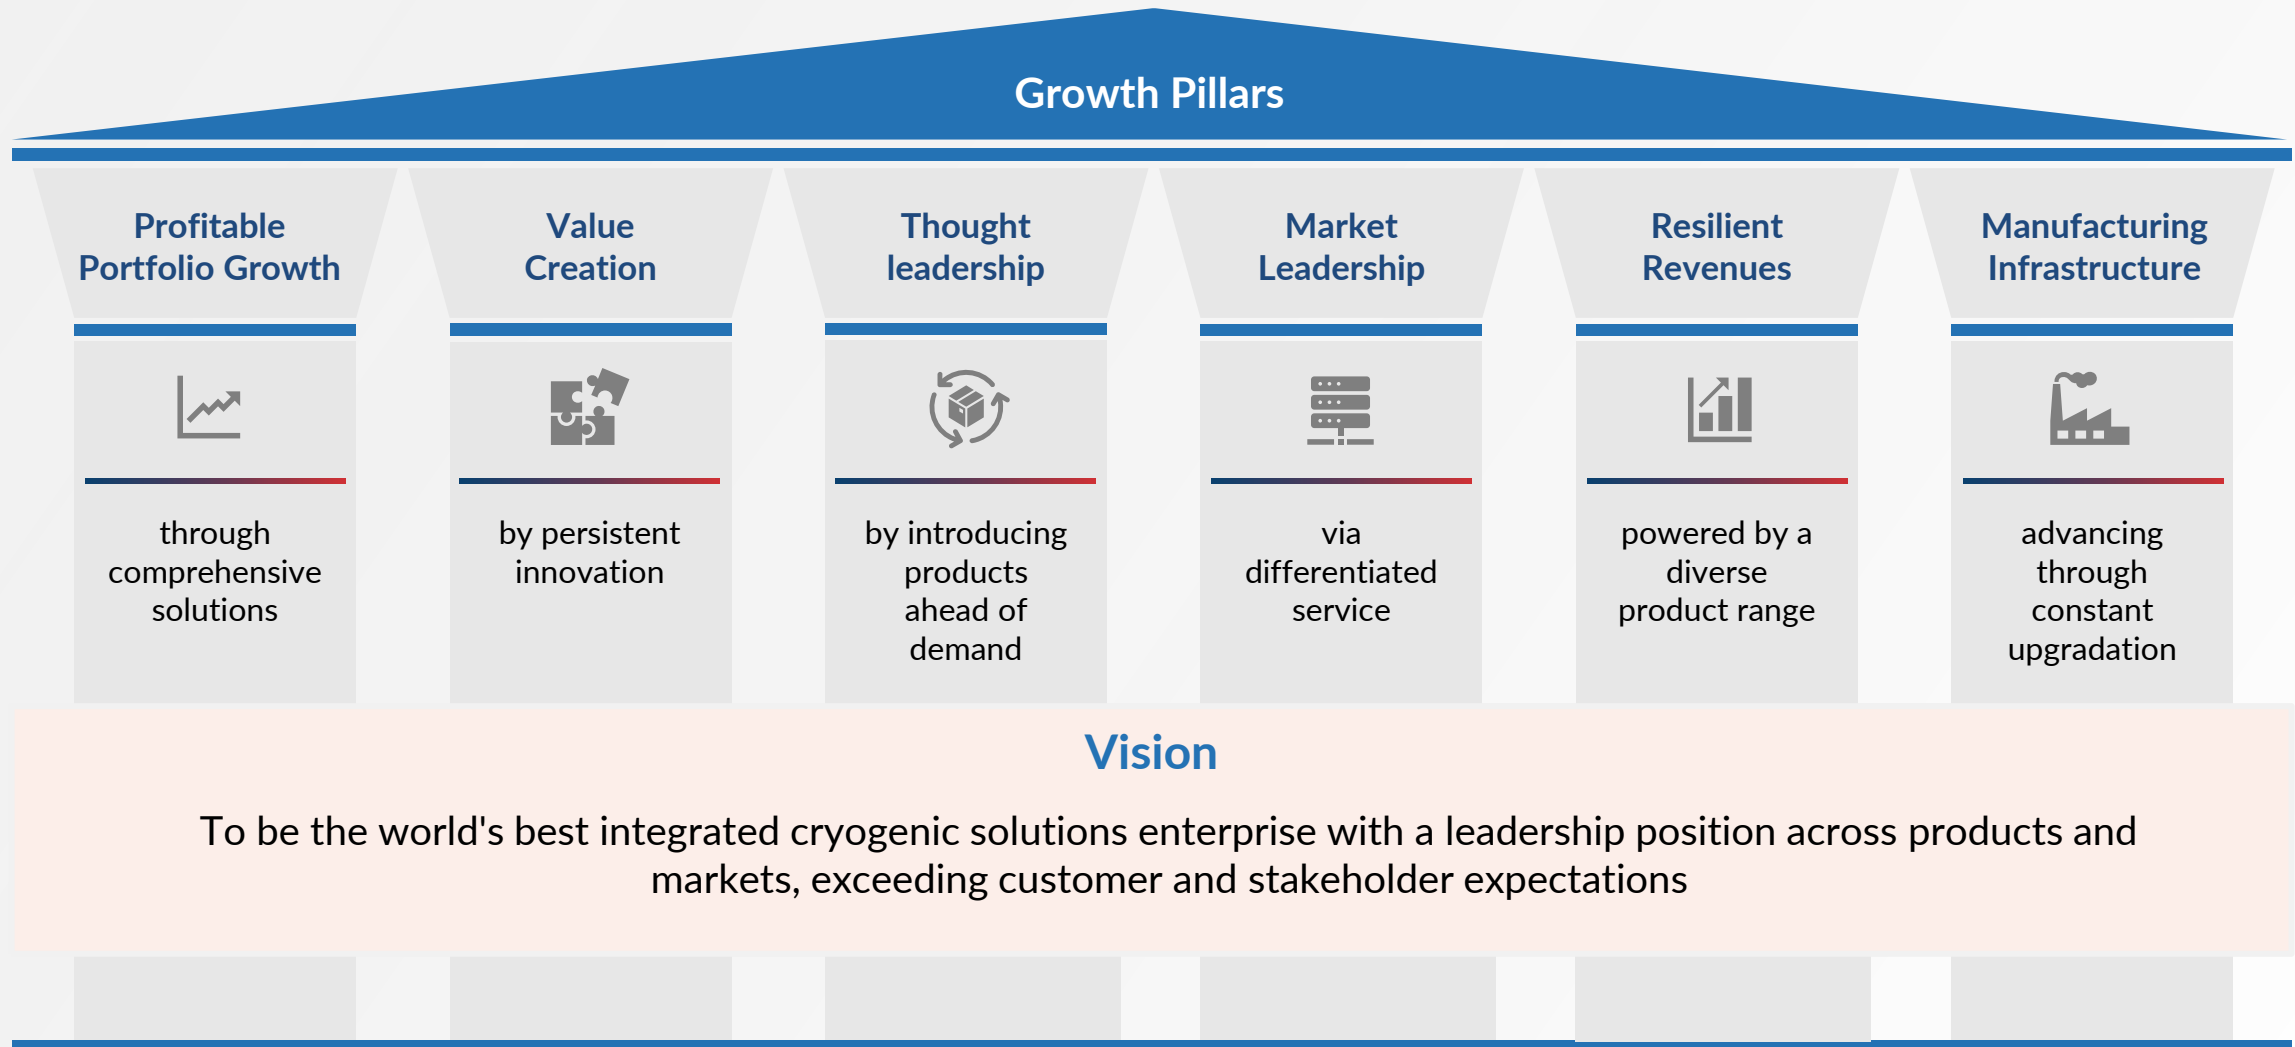 Growth Pillars
Profitable
Portfolio Growth
through
comprehensive
solutions
Value
Creation
by persistent
innovation
Thought
leadership
by introducing
products
ahead of
demand
Market
Leadership
via
differentiated
service
Resilient
Revenues
powered by a
diverse
product range
Manufacturing
Infrastructure
advancing
through
constant
upgradation
Vision
To be the world's best integrated cryogenic solutions enterprise with a leadership position across products and
markets, exceeding customer and stakeholder expectations